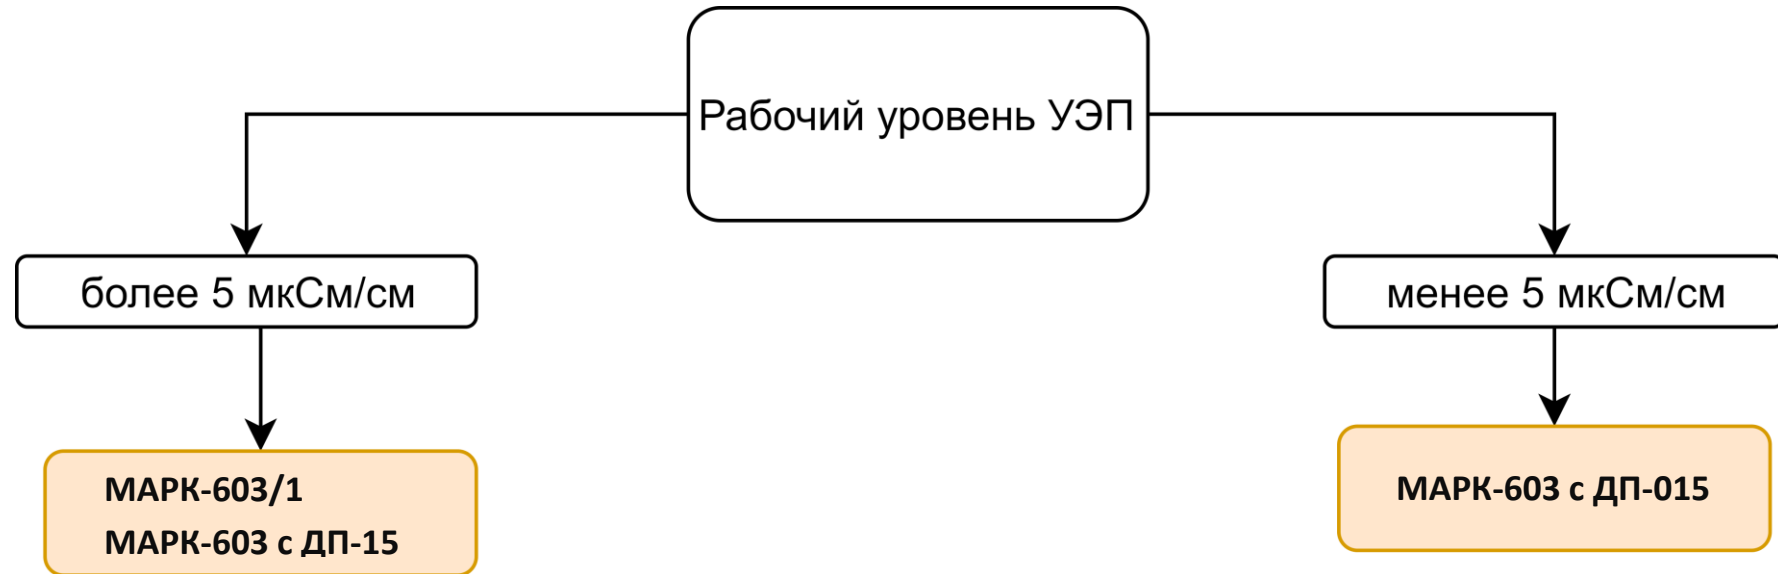 Рабочий уровень УЭП
более 5 мкСм/см
менее 5 мкСм/см
МАРК-603/1
МАРК-603 с ДП-15
МАРК-603 с ДП-015